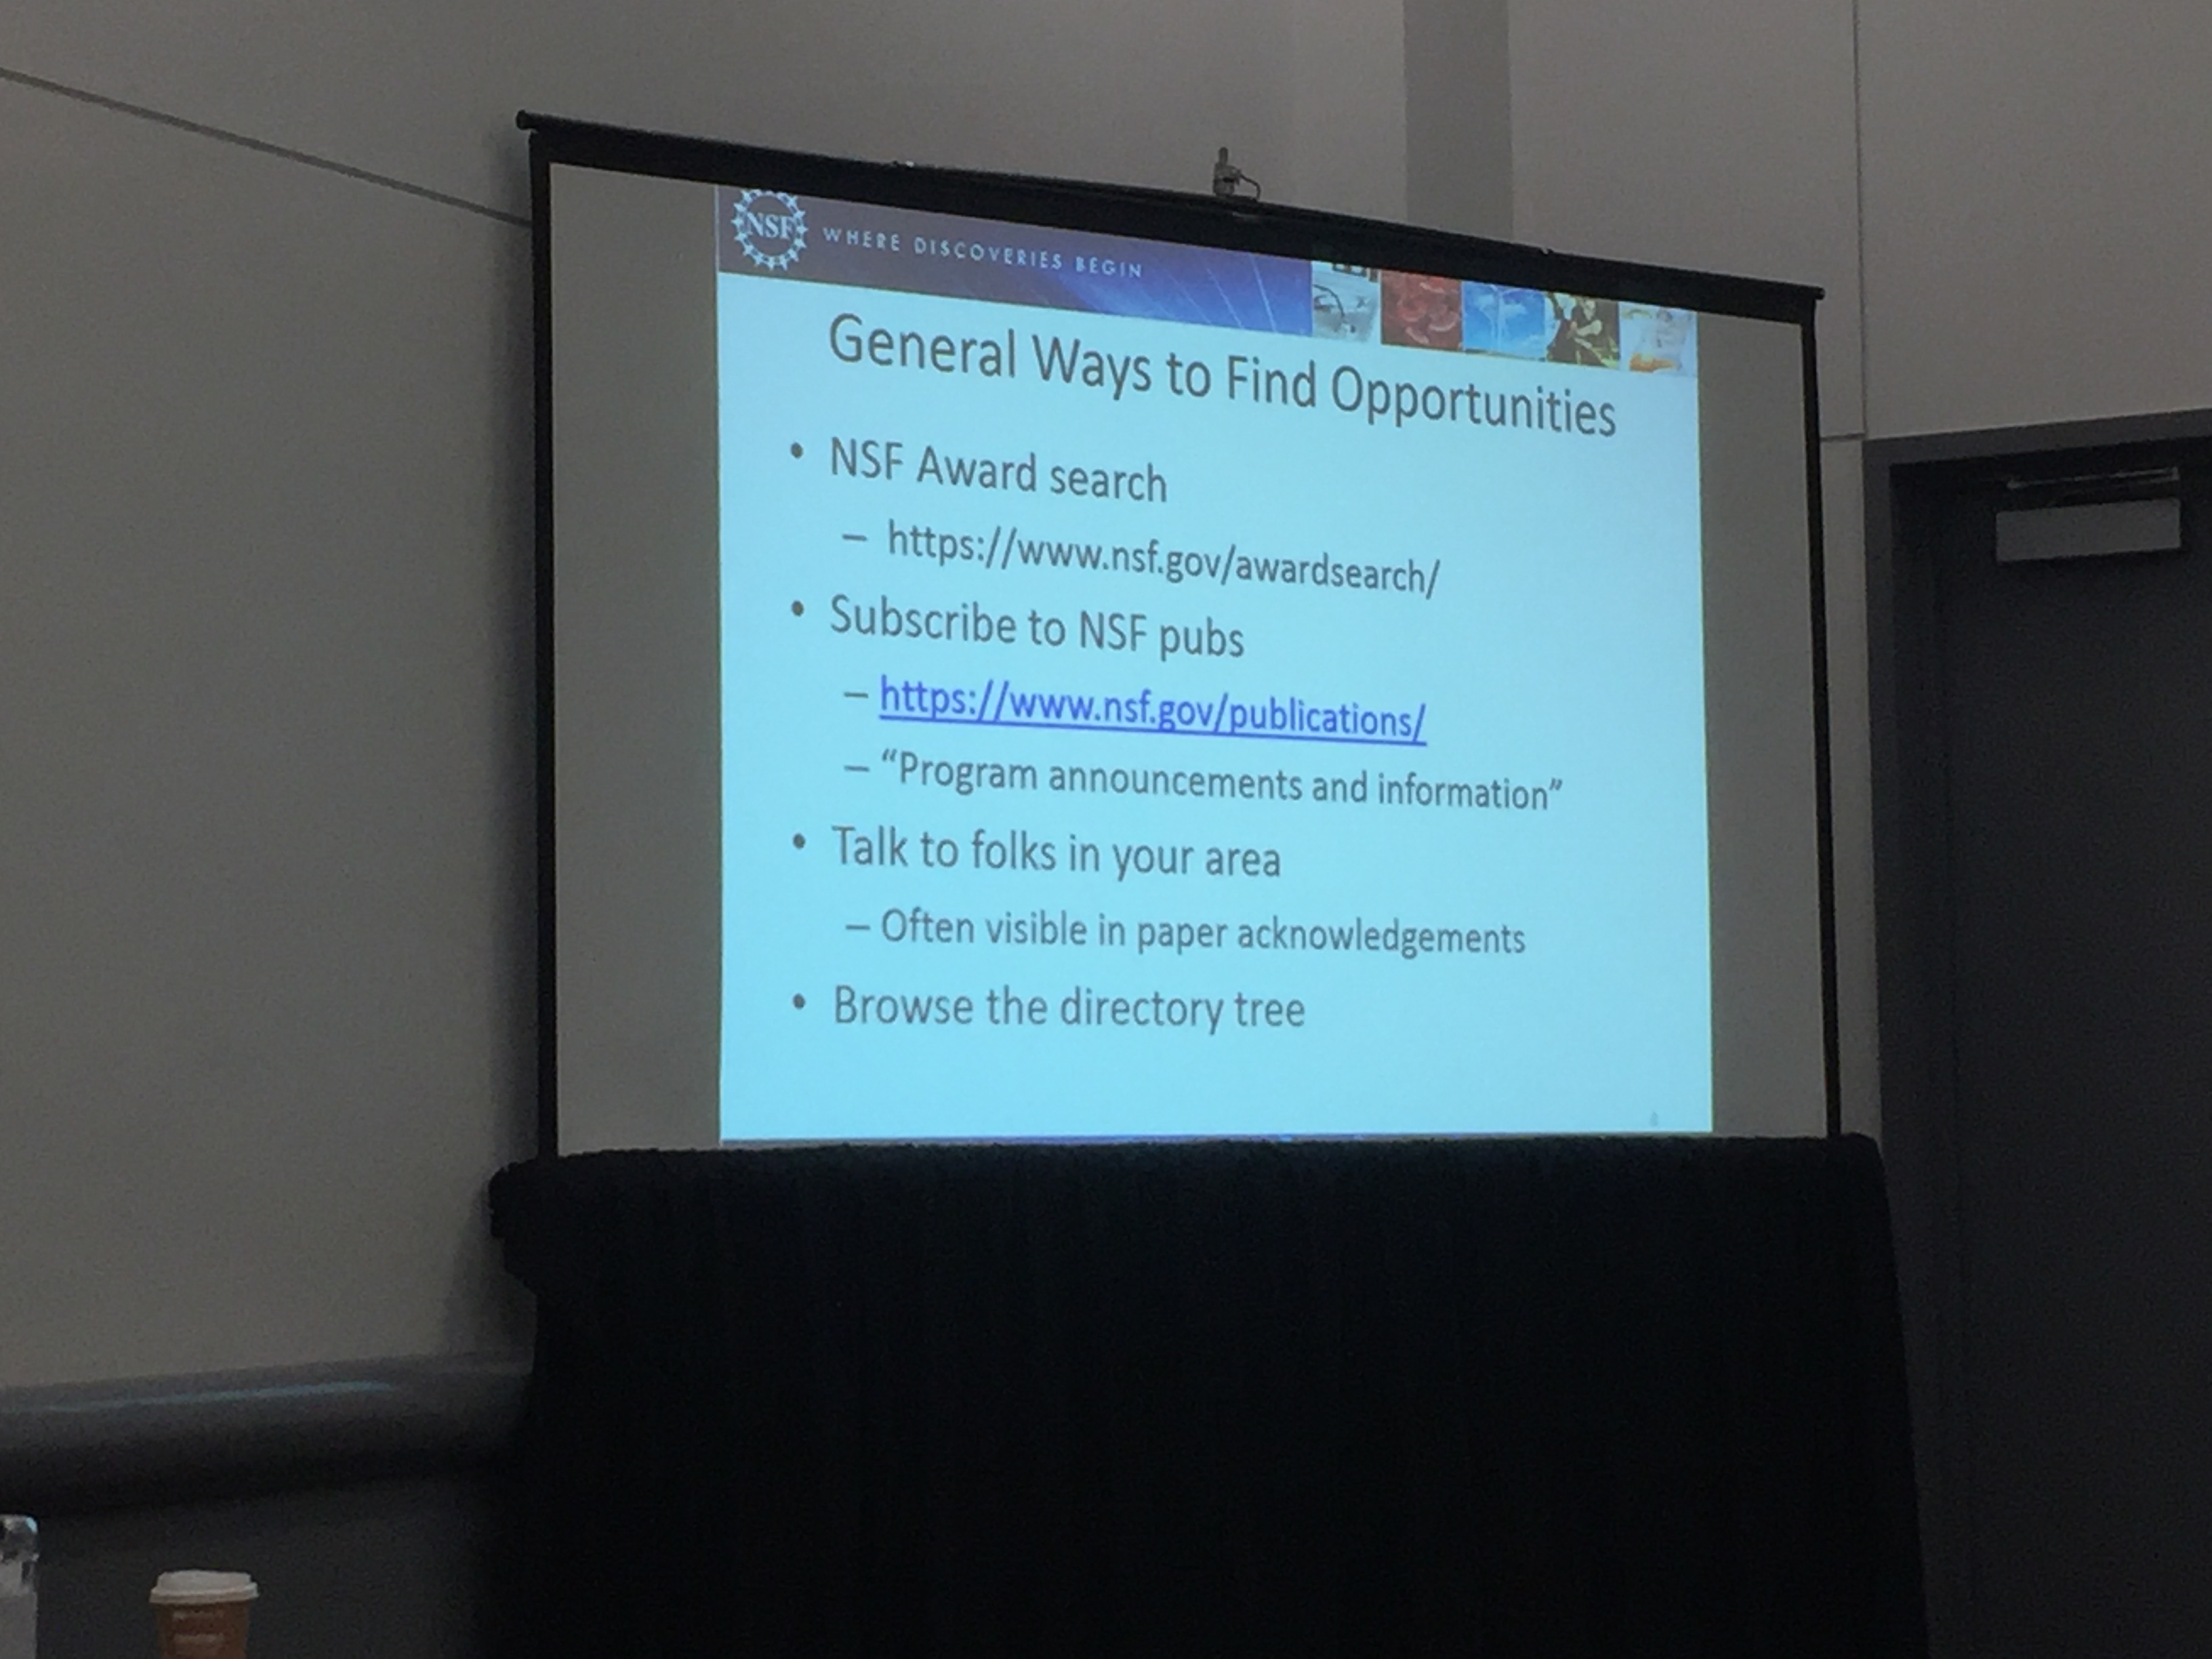 NSF WHERE DISCOVERIES BEGIN
General Ways to Find Opportunities
• NSF Award search
– https://www.nsf.gov/awardsearch/
• Subscribe to NSF pubs
– https://www.nsf.gov/publications/
– “Program announcements and information”
• Talk to folks in your area
– Often visible in paper acknowledgements
• Browse the directory tree